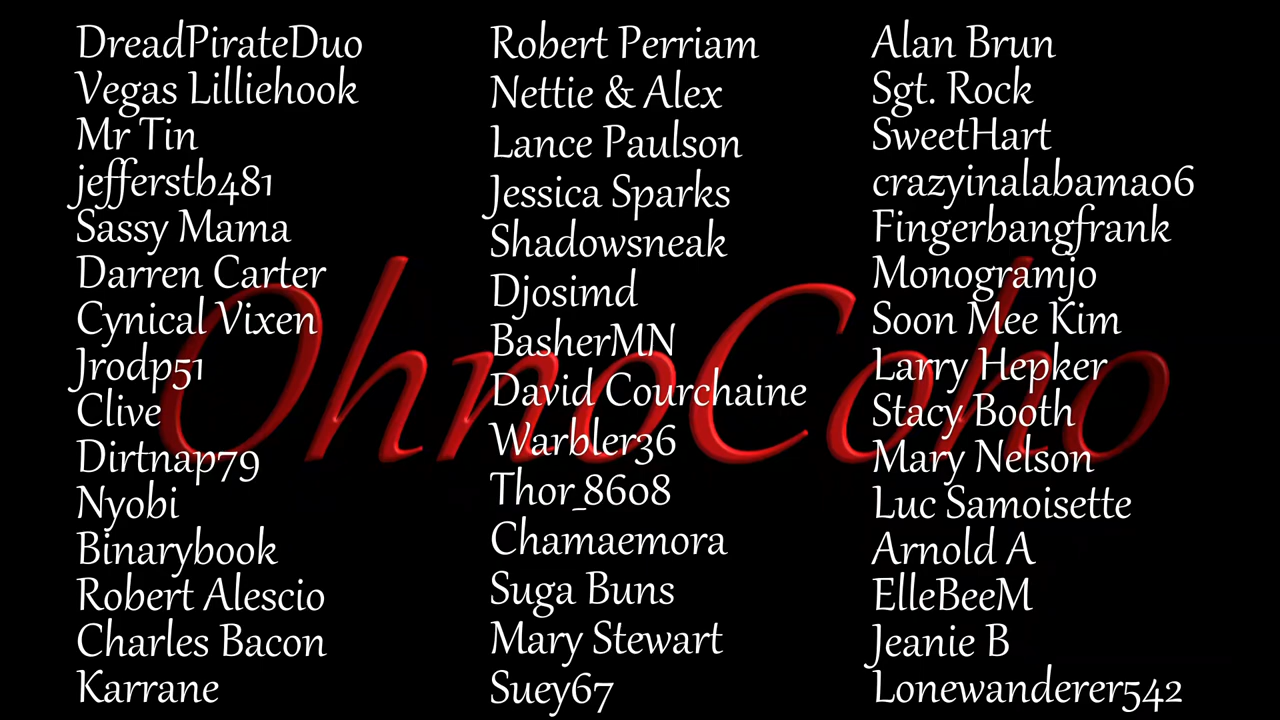 DreadPirateDuo
Vegas Lilliehook
Mr Tin
jefferstb481
Sassy Mama
Darren Carter
Cynical Vixen
Jrodp51
Clive
Dirtnap79
Nyobi
Binarybook
Robert Alescio
Charles Bacon
Karrane
Robert Perriam
Nettie & Alex
Lance Paulson
Jessica Sparks
Shadowsneak
Djosimd
BasherMN
David Courchaine
Warbler36
Thor_8608
Chamaemora
Suga Buns
Mary Stewart
Suey67
Alan Brun
Sgt. Rock
SweetHart
crazyinalabama06
Fingerbangfrank
Monogramjo
Soon Mee Kim
Larry Hepker
Stacy Booth
Mary Nelson
Luc Samoisette
Arnold A
ElleBeeM
Jeanie B
Lonewanderer542
OhnoCoho